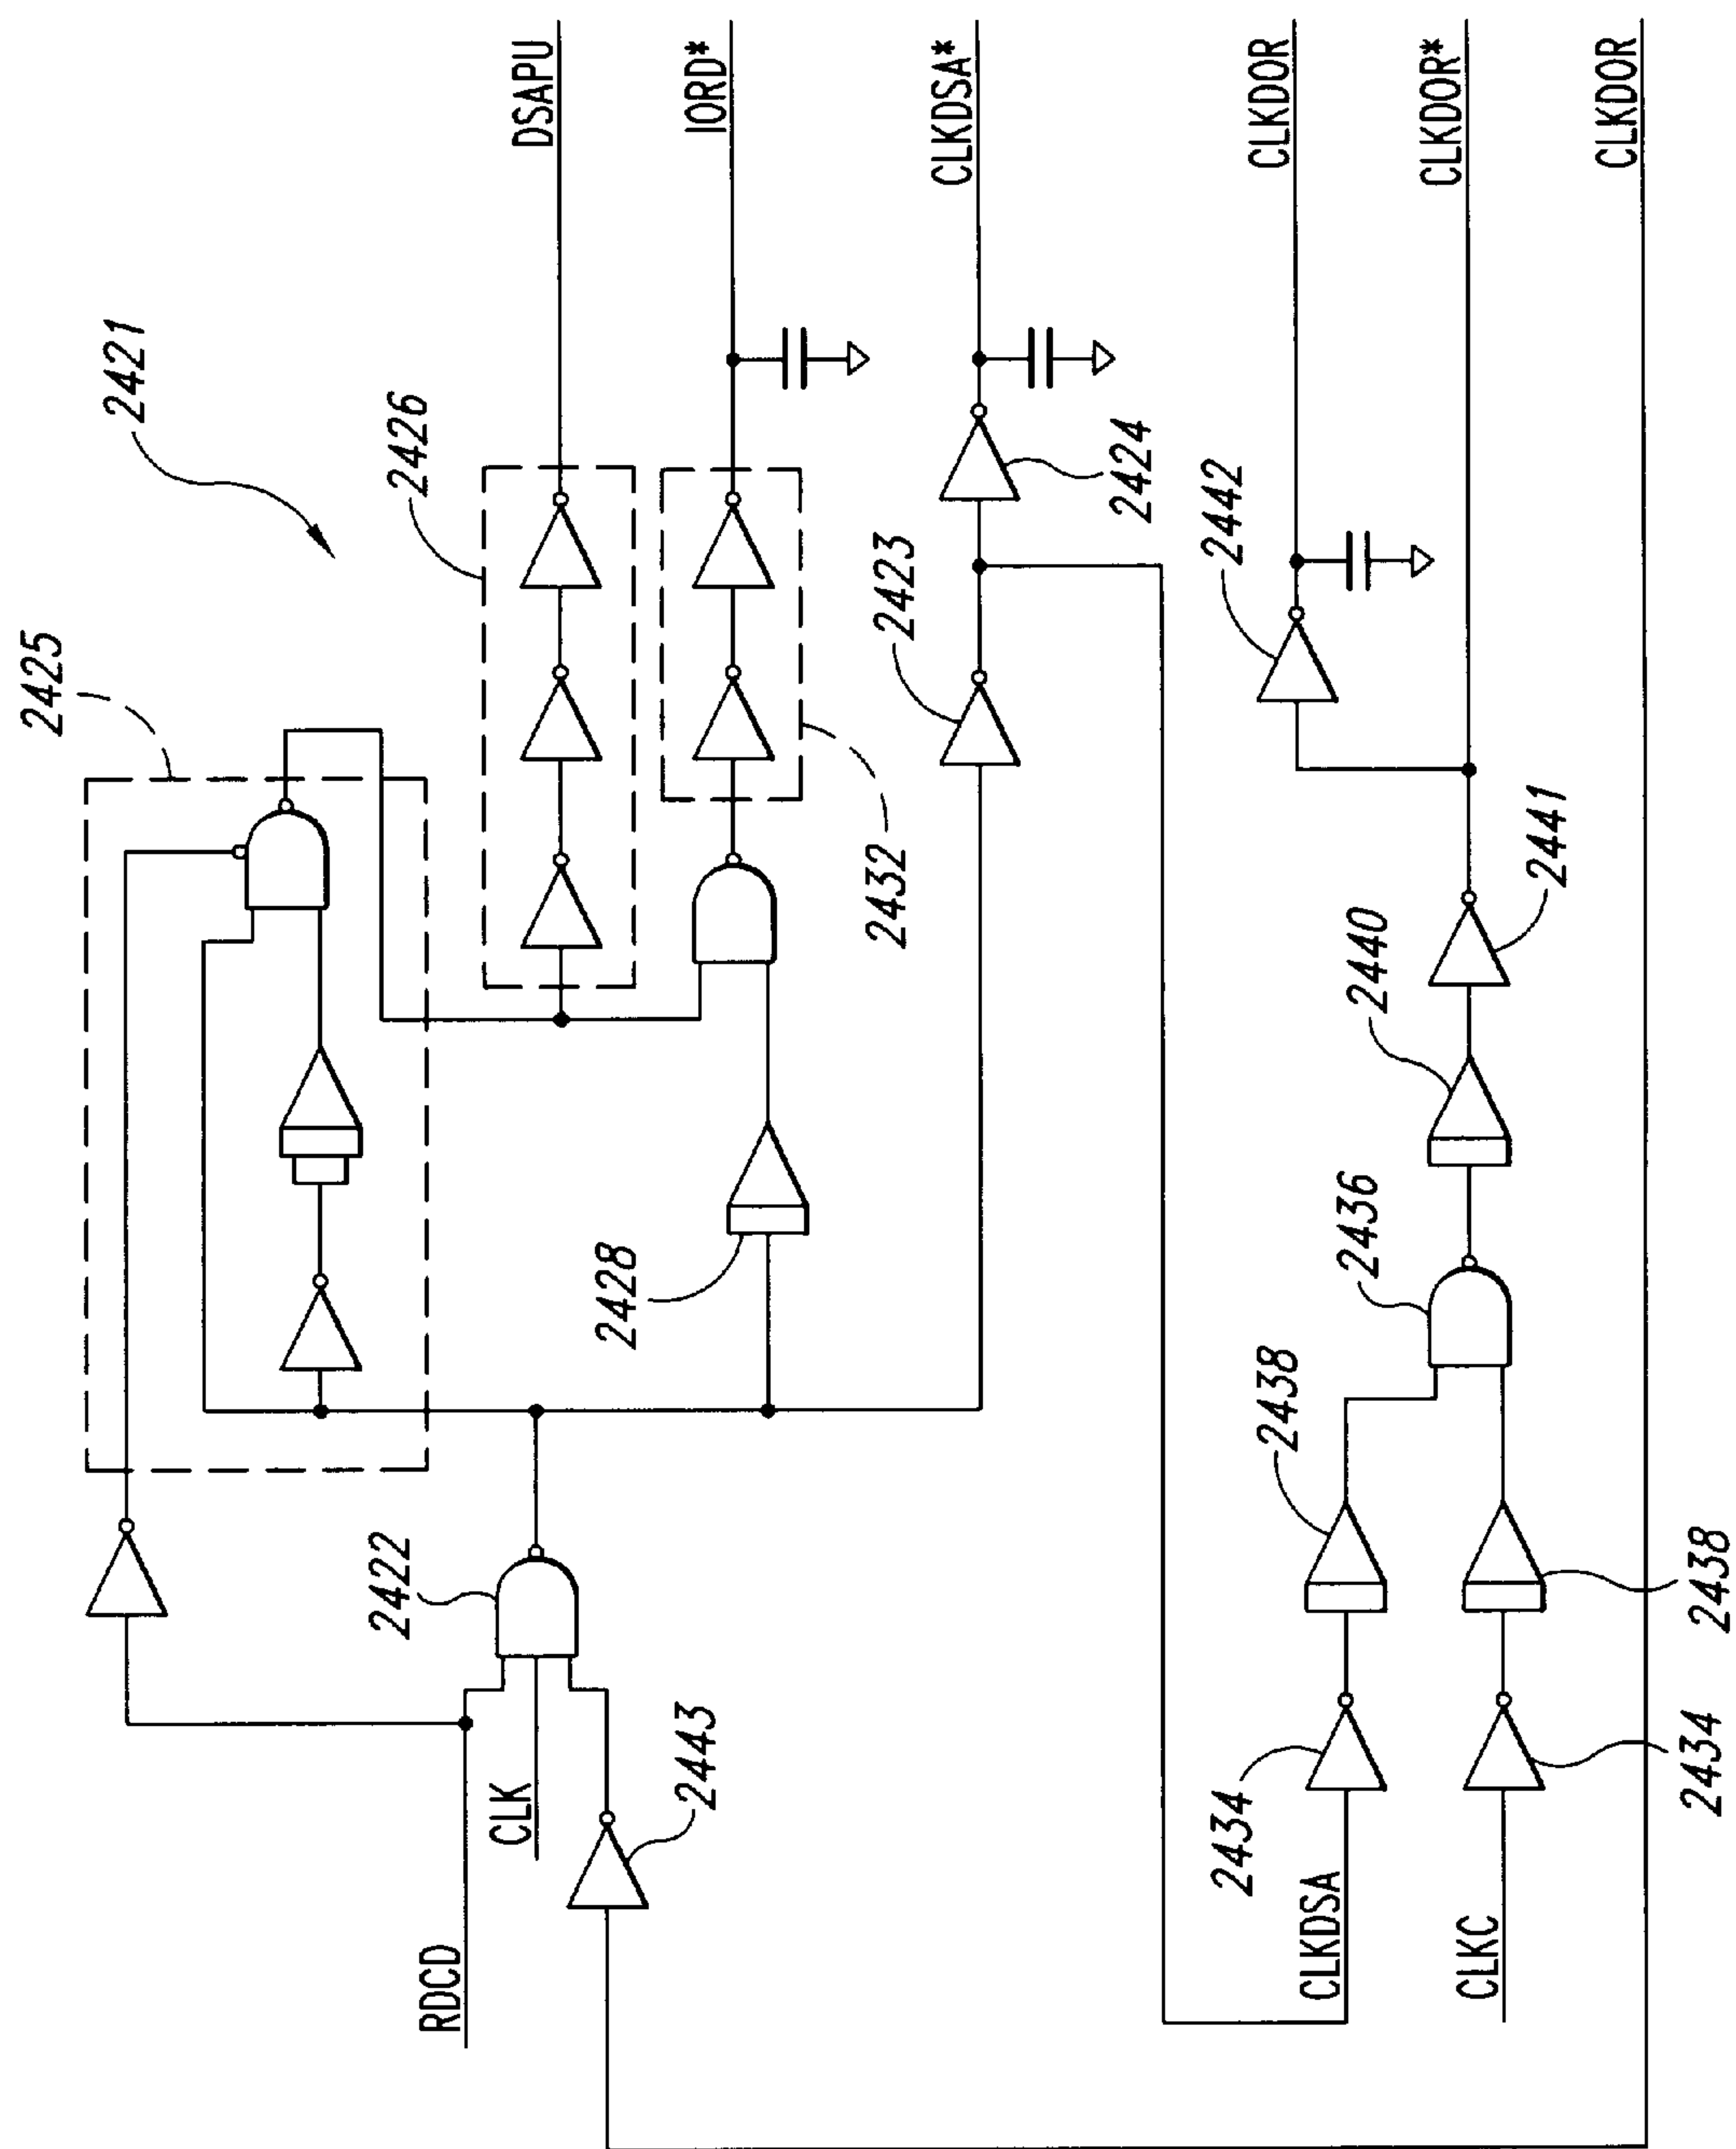 2421
2425
2426
DSAPU
IORD*
2432
2422
RDCD
CLK
2443
2428
2423
2424
CLKDSA*
2442
CLKDOR
CLKDOR*
CLKDOR
CLKDSA
CLKC
2434
2434
2438
2438
2436
2440
2441